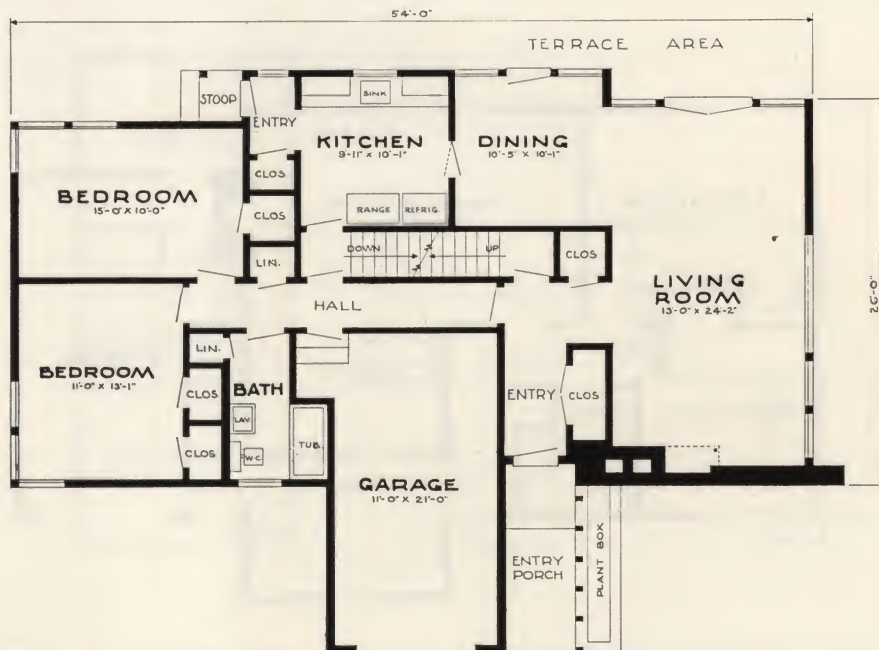 54'-0"
TERRACE AREA
STOOP
ENTRY
SINK
KITCHEN
9'-11" X 10'-1"
DINING
10'-5" X 10'-1"
BEDROOM
15'-0" X 10'-0"
CLOS
CLOS
RANGE
REFRIG.
LIN.
DOWN
UP
CLOS
LIVING
ROOM
13'-0" X 24'-2"
26'-0"
HALL
LIN.
BEDROOM
11'-0" X 13'-1"
CLOS
BATH
LAV.
ENTRY
CLOS
CLOS
W.C.
TUB.
GARAGE
11'-0" X 21'-0"
ENTRY
PORCH
PLANT BOX